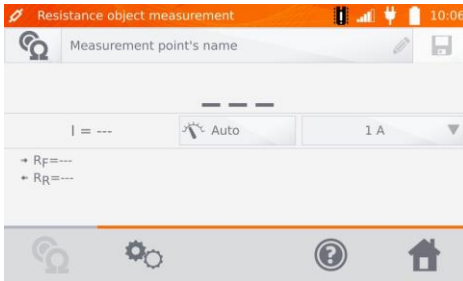 Resistance object measurement 10:06
Measurement point's name
---
I = --- Auto 1 A
→ RF=---
← RR=---